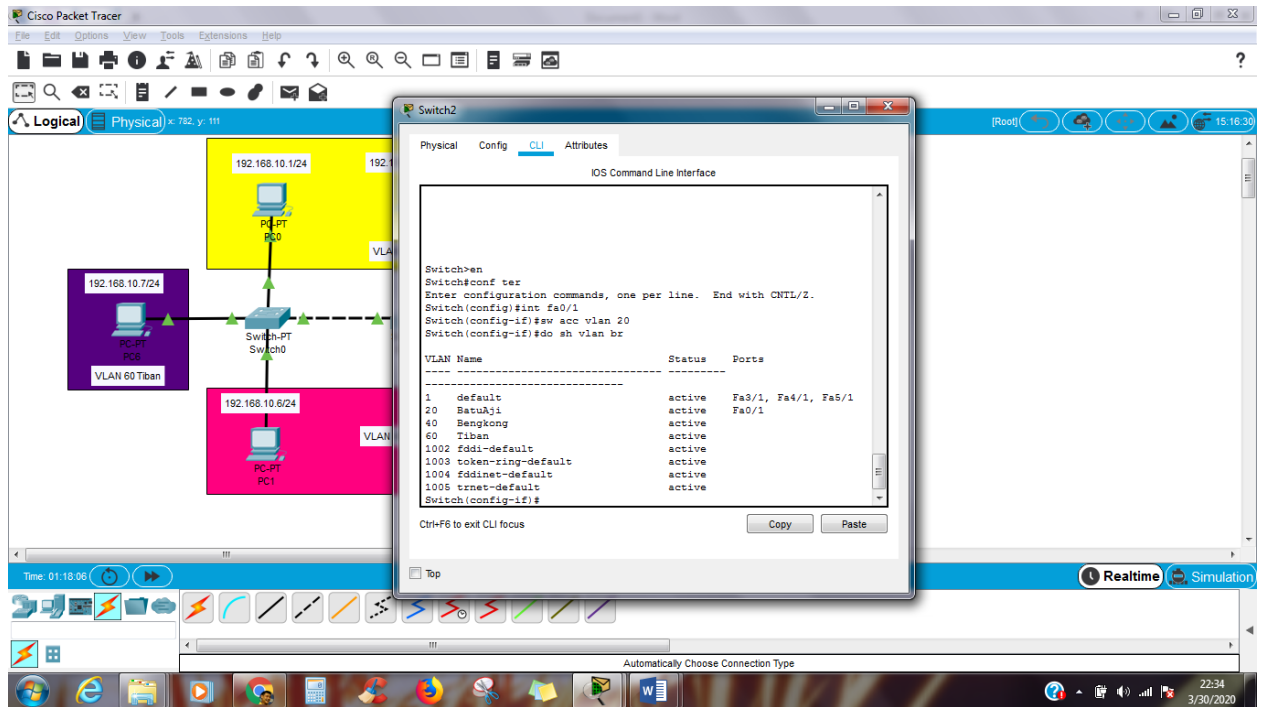 Cisco Packet Tracer
File Edit Options View Tools Extensions Help
?
Logical Physical x: 782, y: 111 [Root] 15:16:30
192.168.10.1/24
PC-PT
PC0
192.168.10.7/24
PC-PT
PC6
VLAN 60 Tiban
Switch-PT
Switch0
192.168.10.6/24
VLAN
PC-PT
PC1
Switch2
Physical Config CLI Attributes
IOS Command Line Interface
Switch>en
Switch#conf ter
Enter configuration commands, one per line. End with CNTL/Z.
Switch(config)#int fa0/1
Switch(config-if)#sw acc vlan 20
Switch(config-if)#do sh vlan br
VLAN Name Status Ports
---- -------------------------------- ---------
-------------------------------
1 default active Fa3/1, Fa4/1, Fa5/1
20 BatuAji active Fa0/1
40 Bengkong active
60 Tiban active
1002 fddi-default active
1003 token-ring-default active
1004 fddinet-default active
1005 trnet-default active
Switch(config-if)#
Ctrl+F6 to exit CLI focus
Copy Paste
Top
Time: 01:18:06
Realtime Simulation
Automatically Choose Connection Type
22:34
3/30/2020